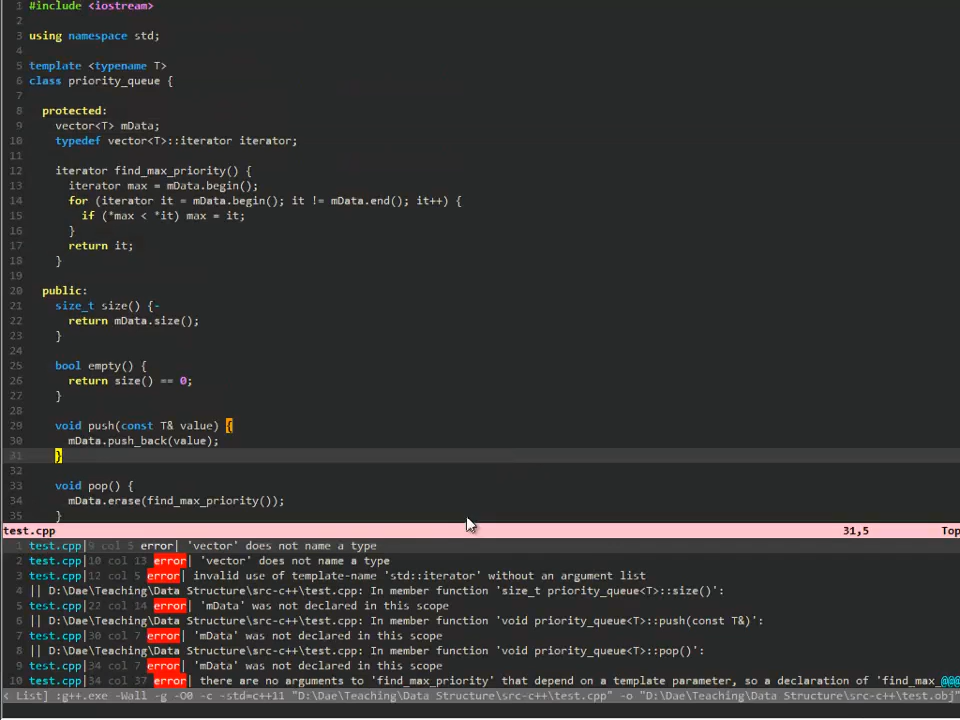 1 #include <iostream>
2
3 using namespace std;
4
5 template <typename T>
6 class priority_queue {
7
8 protected:
9 vector<T> mData;
10 typedef vector<T>::iterator iterator;
11
12 iterator find_max_priority() {
13 iterator max = mData.begin();
14 for (iterator it = mData.begin(); it != mData.end(); it++) {
15 if (*max < *it) max = it;
16 }
17 return it;
18 }
19
20 public:
21 size_t size() {-
22 return mData.size();
23 }
24
25 bool empty() {
26 return size() == 0;
27 }
28
29 void push(const T& value) {
30 mData.push_back(value);
31 }
32
33 void pop() {
34 mData.erase(find_max_priority());
35 }
test.cpp 31,5 Top
1 test.cpp|9 col 5 error| 'vector' does not name a type
2 test.cpp|10 col 13 error| 'vector' does not name a type
3 test.cpp|12 col 5 error| invalid use of template-name 'std::iterator' without an argument list
4 || D:\Dae\Teaching\Data Structure\src-c++\test.cpp: In member function 'size_t priority_queue<T>::size()':
5 test.cpp|22 col 14 error| 'mData' was not declared in this scope
6 || D:\Dae\Teaching\Data Structure\src-c++\test.cpp: In member function 'void priority_queue<T>::push(const T&)':
7 test.cpp|30 col 7 error| 'mData' was not declared in this scope
8 || D:\Dae\Teaching\Data Structure\src-c++\test.cpp: In member function 'void priority_queue<T>::pop()':
9 test.cpp|34 col 7 error| 'mData' was not declared in this scope
10 test.cpp|34 col 37 error| there are no arguments to 'find_max_priority' that depend on a template parameter, so a declaration of 'find_max_@@@
< List] :g++.exe -Wall -g -O0 -c -std=c++11 "D:\Dae\Teaching\Data Structure\src-c++\test.cpp" -o "D:\Dae\Teaching\Data Structure\src-c++\test.obj"